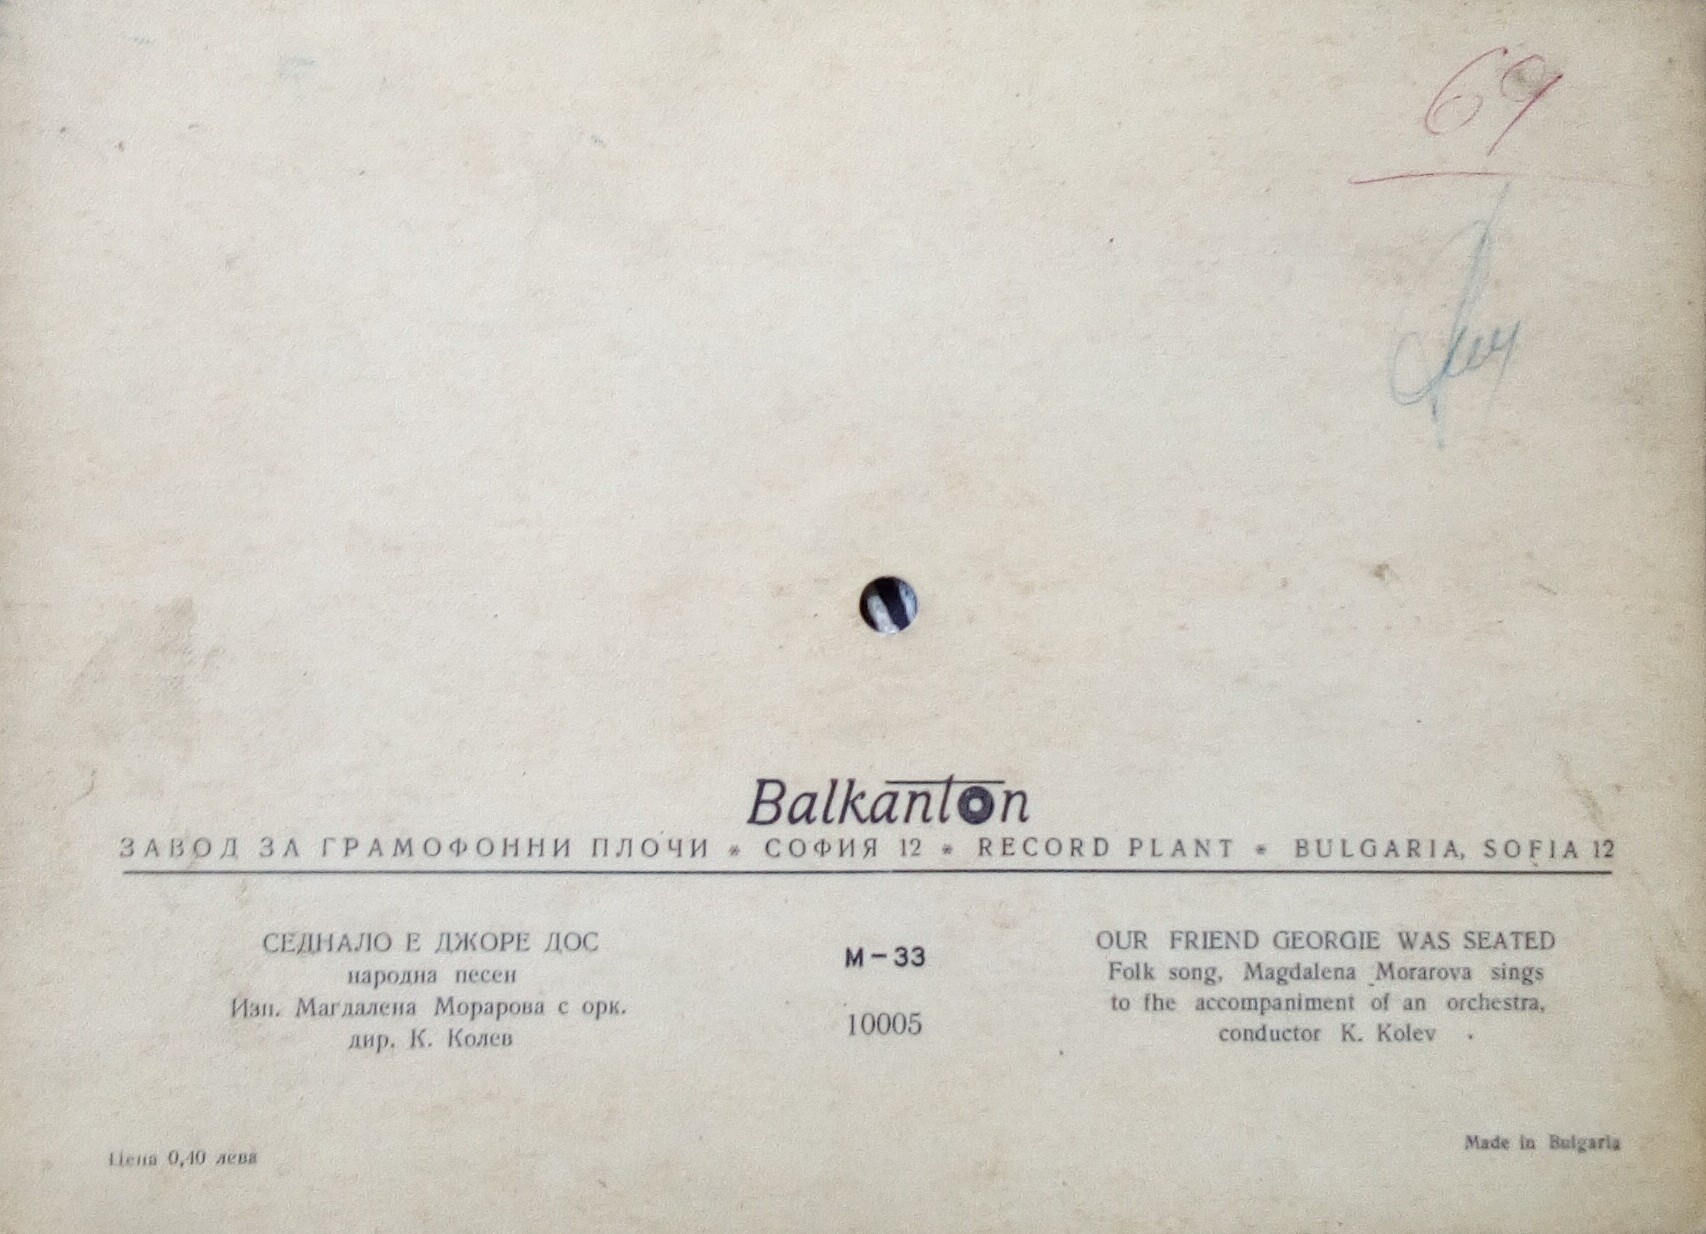 69
Balkanton
ЗАВОД ЗА ГРАМОФОННИ ПЛОЧИ * СОФИЯ 12 * RECORD PLANT * BULGARIA, SOFIA 12
СЕДНАЛО Е ДЖОРЕ ДОС
народна песен
Изп. Магдалена Морарова с орк.
дир. К. Колев
М-33
10005
OUR FRIEND GEORGIE WAS SEATED
Folk song, Magdalena Morarova sings
to fhe accompaniment of an orchestra,
conductor K. Kolev
Цена 0,40 лева
Made in Bulgaria